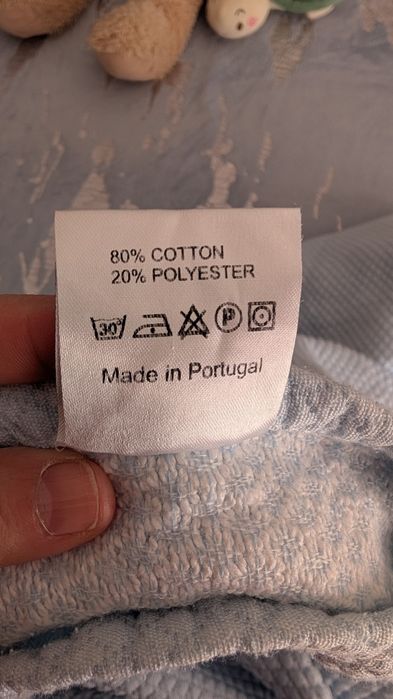 80% COTTON
20% POLYESTER
30° P
Made in Portugal